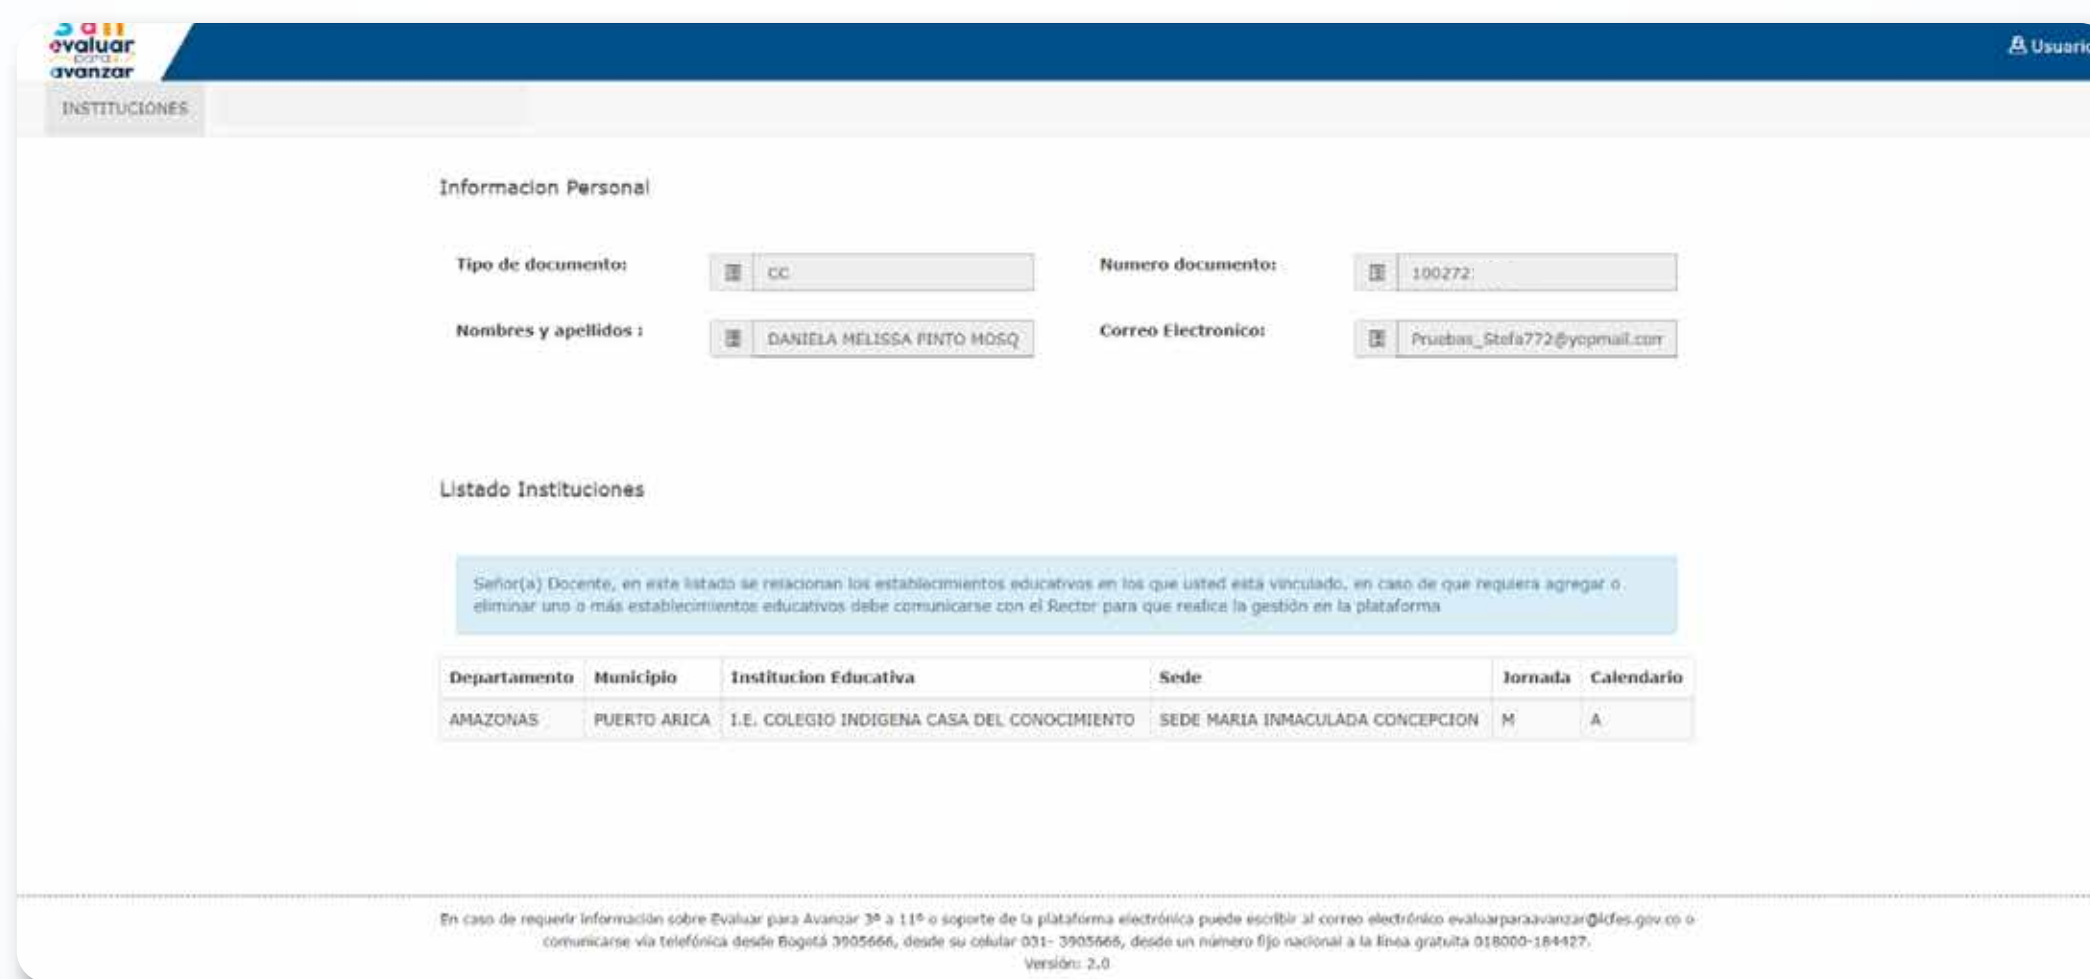 3 a 11
evaluar
para
avanzar
Usuario
INSTITUCIONES
Informacion Personal
Tipo de documento: CC Numero documento: 100272
Nombres y apellidos : DANIELA MELISSA PINTO MOSQ Correo Electronico: Pruebas_Stefa772@yopmail.com
Listado Instituciones
Señor(a) Docente, en este listado se relacionan los establecimientos educativos en los que usted está vinculado, en caso de que requiera agregar o
eliminar uno o más establecimientos educativos debe comunicarse con el Rector para que realice la gestión en la plataforma
Departamento Municipio Institucion Educativa Sede Jornada Calendario
AMAZONAS PUERTO ARICA I.E. COLEGIO INDIGENA CASA DEL CONOCIMIENTO SEDE MARIA INMACULADA CONCEPCION M A
En caso de requerir información sobre Evaluar para Avanzar 3º a 11º o soporte de la plataforma electrónica puede escribir al correo electrónico evaluarparaavanzar@icfes.gov.co o
comunicarse vía telefónica desde Bogotá 3905666, desde su celular 031- 3905666, desde un número fijo nacional a la línea gratuita 018000-184427.
Versión: 2.0